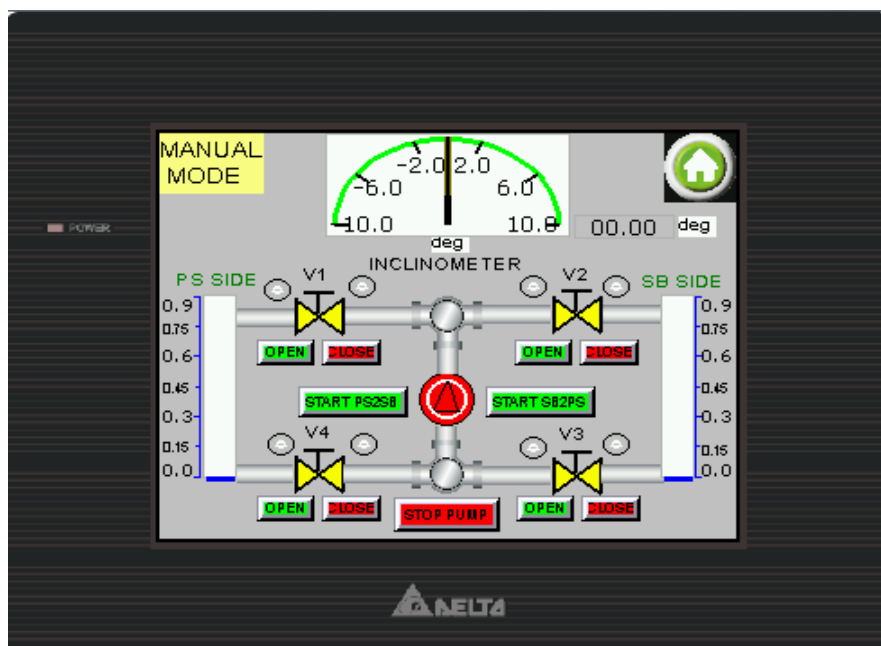 MANUAL
MODE
-2.0 2.0
-6.0 6.0
-10.0 10.0
00.00 deg
deg
INCLINOMETER
PS SIDE V1 V2 SB SIDE
0.9 0.9
0.75 0.75
OPEN CLOSE OPEN CLOSE
0.6 0.6
0.45 0.45
START PS2SB START SB2PS
0.3 0.3
V4 V3
0.15 0.15
0.0 0.0
OPEN CLOSE OPEN CLOSE
STOP PUMP
POWER
DELTA